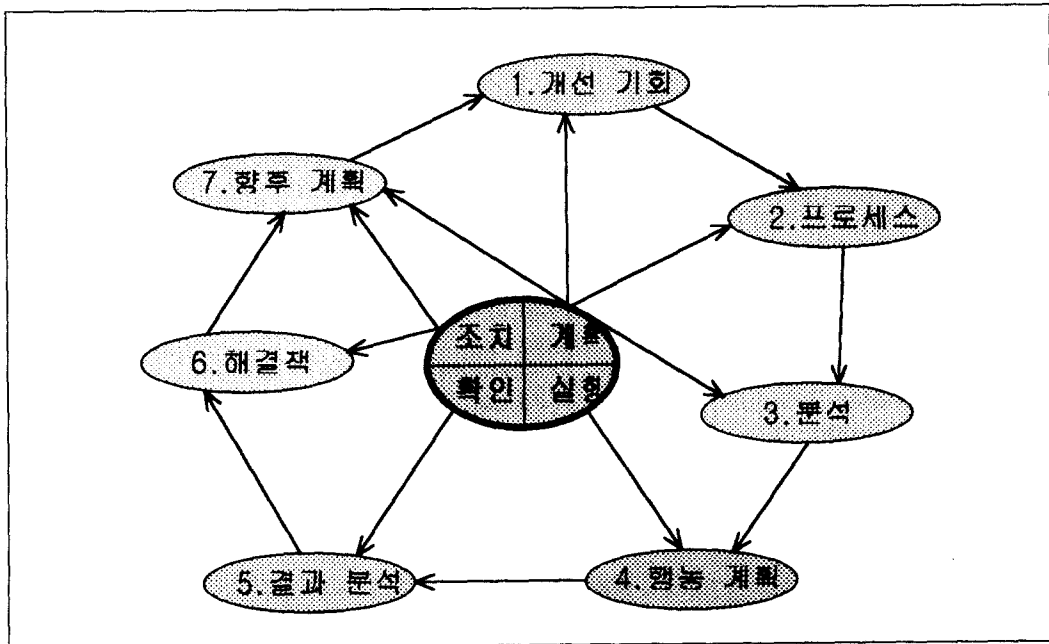 1.개선 기회
7.향후 계획
2.프로세스
조치 계획
6.해결책
확인 실행
3.분석
5.결과 분석
4.행동 계획